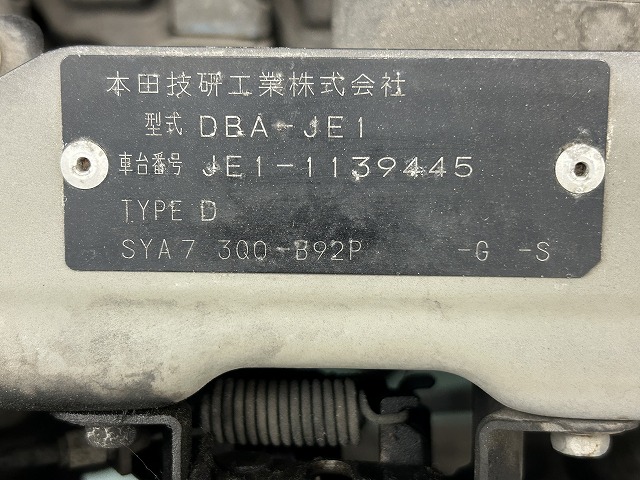 本田技研工業株式会社
型式 DBA-JE1
車台番号 JE1-1139445
TYPE D
SYA7 3QQ-B92P -G -S